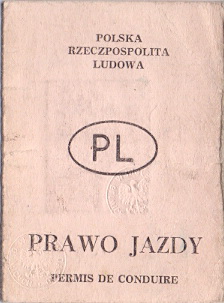 POLSKA
RZECZPOSPOLITA
LUDOWA
PL
PRAWO JAZDY
PERMIS DE CONDUIRE